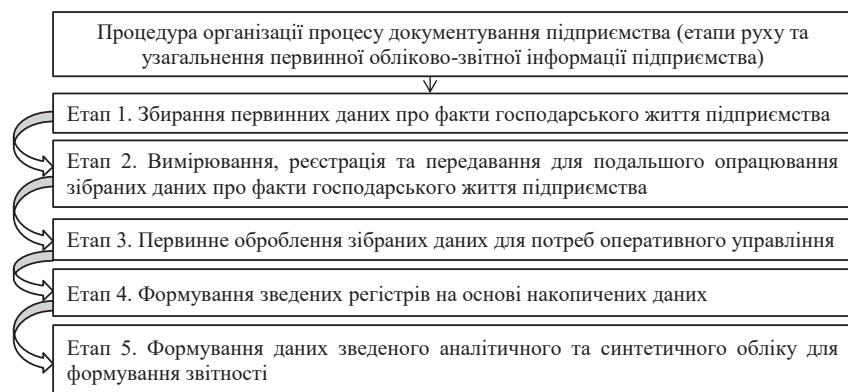 Процедура організації процесу документування підприємства (етапи руху та
узагальнення первинної обліково-звітної інформації підприємства)
Етап 1. Збирання первинних даних про факти господарського життя підприємства
Етап 2. Вимірювання, реєстрація та передавання для подальшого опрацювання
зібраних даних про факти господарського життя підприємства
Етап 3. Первинне оброблення зібраних даних для потреб оперативного управління
Етап 4. Формування зведених регістрів на основі накопичених даних
Етап 5. Формування даних зведеного аналітичного та синтетичного обліку для
формування звітності